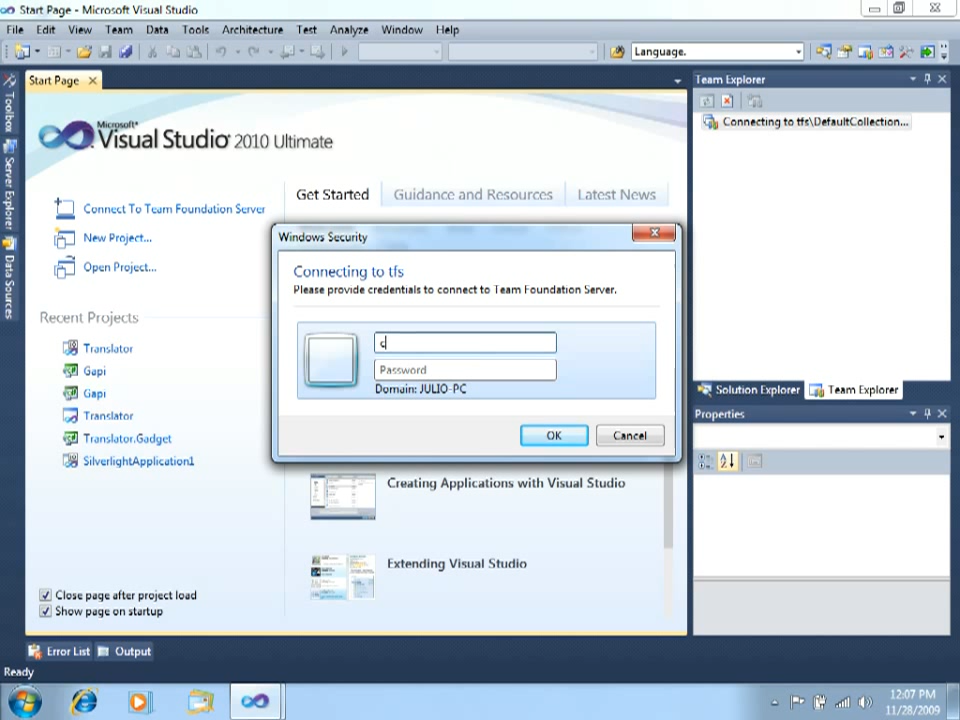 Start Page - Microsoft Visual Studio
File Edit View Team Data Tools Architecture Test Analyze Window Help
Language.
Toolbox
Server Explorer
Data Sources
Start Page
Microsoft®
Visual Studio 2010 Ultimate
Connect To Team Foundation Server
New Project...
Open Project...
Recent Projects
Translator
Gapi
Gapi
Translator
Translator.Gadget
SilverlightApplication1
Close page after project load
Show page on startup
Get Started Guidance and Resources Latest News
Windows Security
Connecting to tfs
Please provide credentials to connect to Team Foundation Server.
c
Password
Domain: JULIO-PC
OK Cancel
Creating Applications with Visual Studio
Extending Visual Studio
Team Explorer
Connecting to tfs\DefaultCollection...
Solution Explorer Team Explorer
Properties
Error List Output
Ready
12:07 PM
11/28/2009